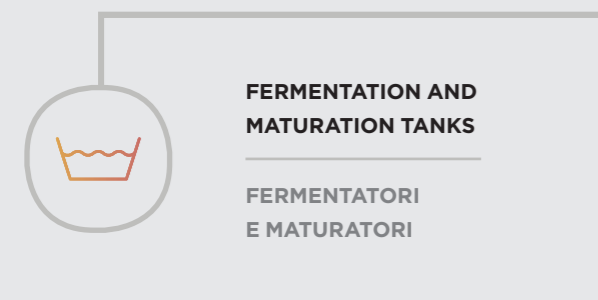 FERMENTATION AND
MATURATION TANKS
FERMENTATORI
E MATURATORI